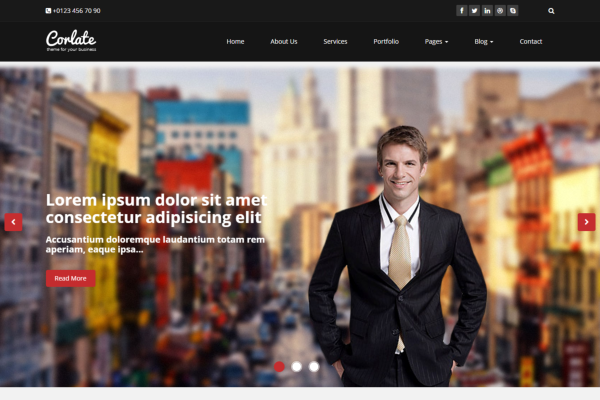 +0123 456 70 90
Corlate
theme for your business
Home About Us Services Portfolio Pages Blog Contact
Lorem ipsum dolor sit amet
consectetur adipisicing elit
Accusantium doloremque laudantium totam rem
aperiam, eaque ipsa...
Read More